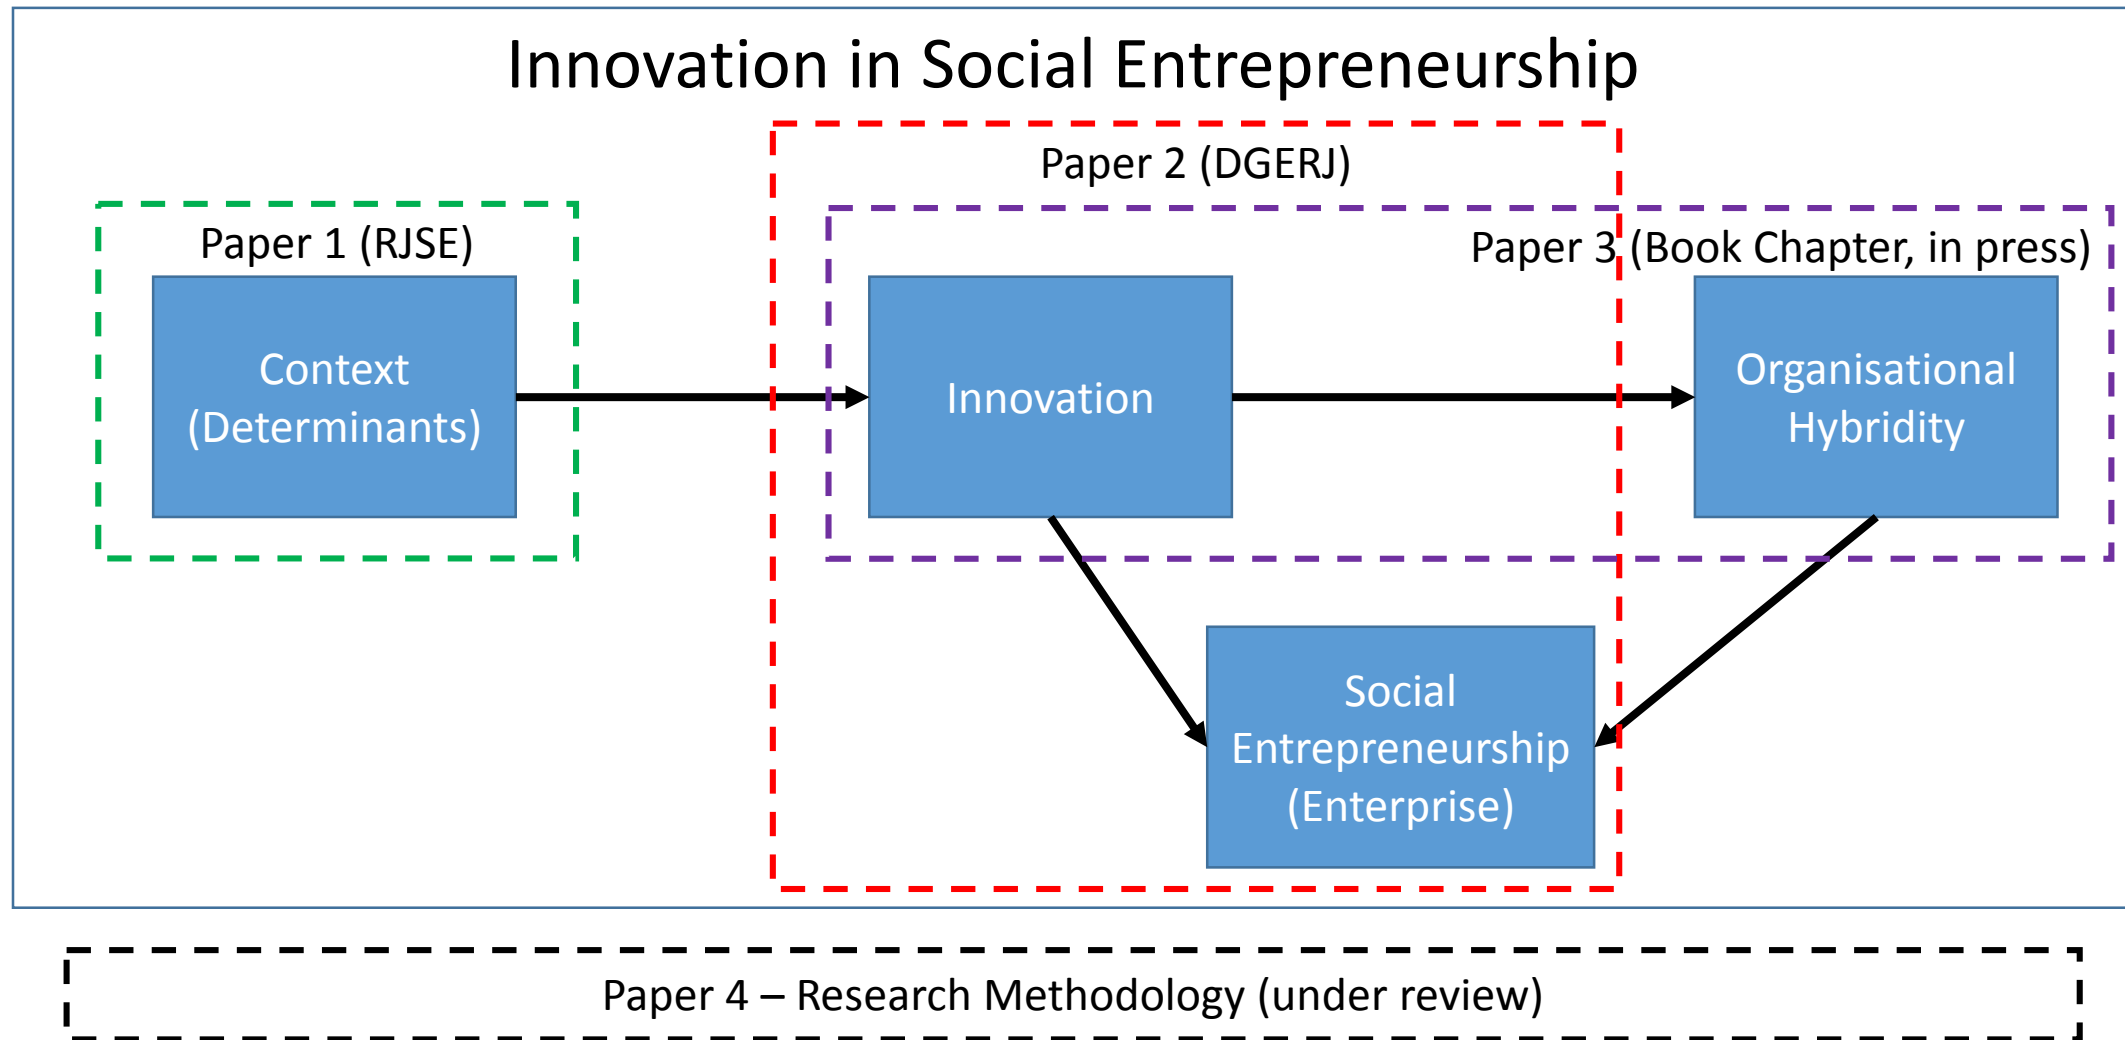 Innovation in Social Entrepreneurship
Paper 2 (DGERJ)
Paper 1 (RJSE)
Paper 3 (Book Chapter, in press)
Context
(Determinants)
Innovation
Organisational
Hybridity
Social
Entrepreneurship
(Enterprise)
Paper 4 – Research Methodology (under review)